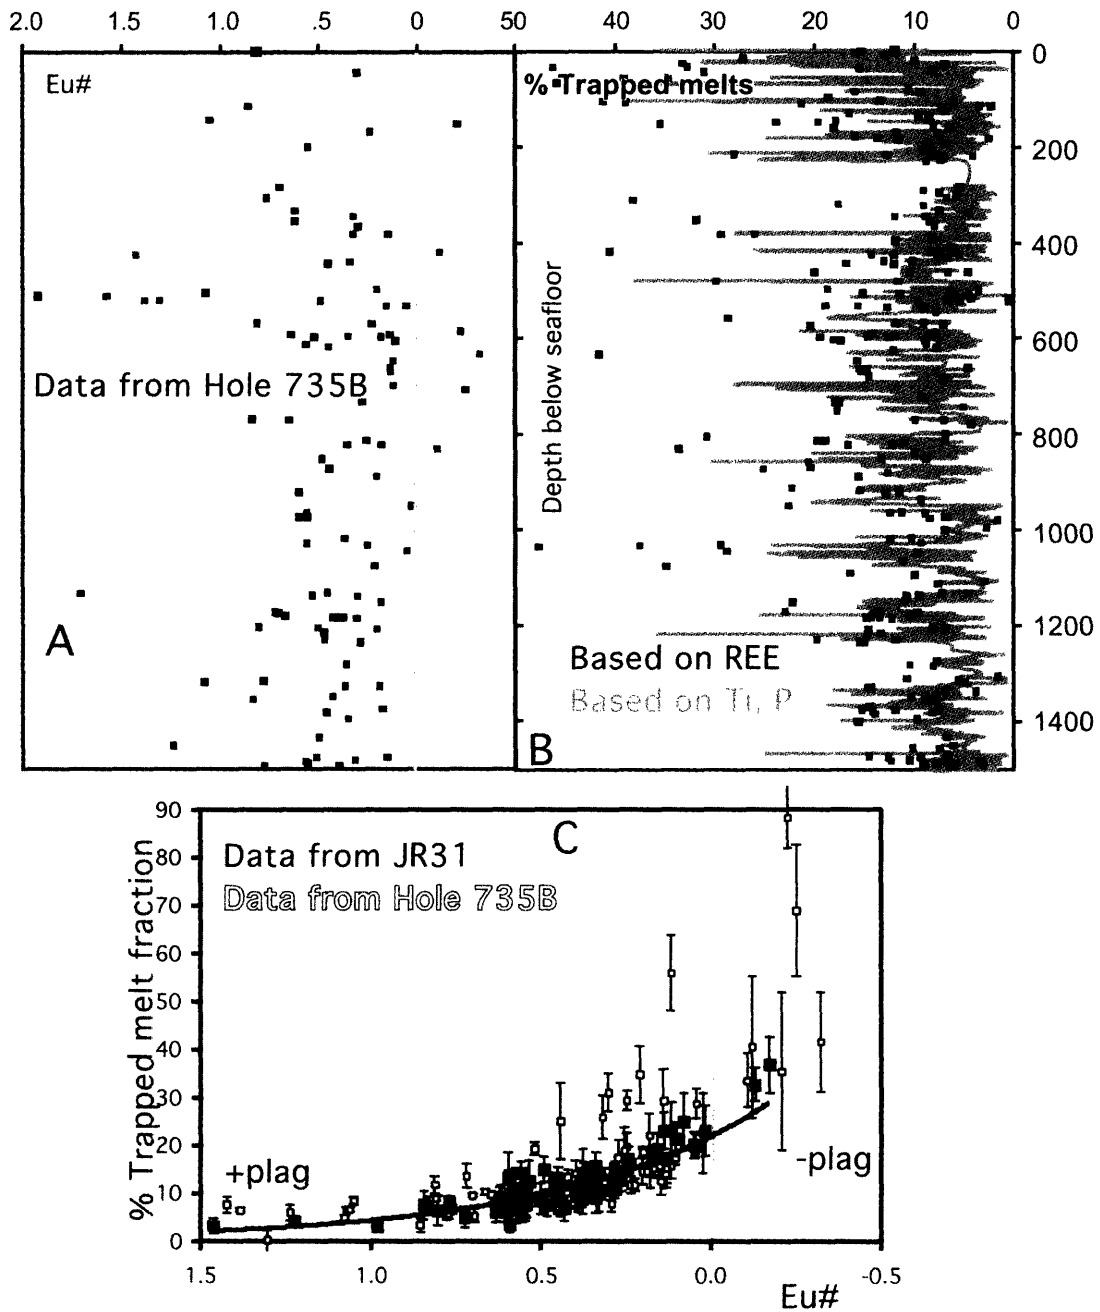 2.0 1.5 1.0 .5 0 50 40 30 20 10 0
Eu#
% Trapped melts
0
200
400
600
800
1000
1200
1400
Depth below seafloor
Data from Hole 735B
A
Based on REE
Based on Ti, P
B
90
80
70
60
50
40
30
20
10
0
% Trapped melt fraction
C
Data from JR31
Data from Hole 735B
+plag
-plag
1.5 1.0 0.5 0.0 -0.5
Eu#